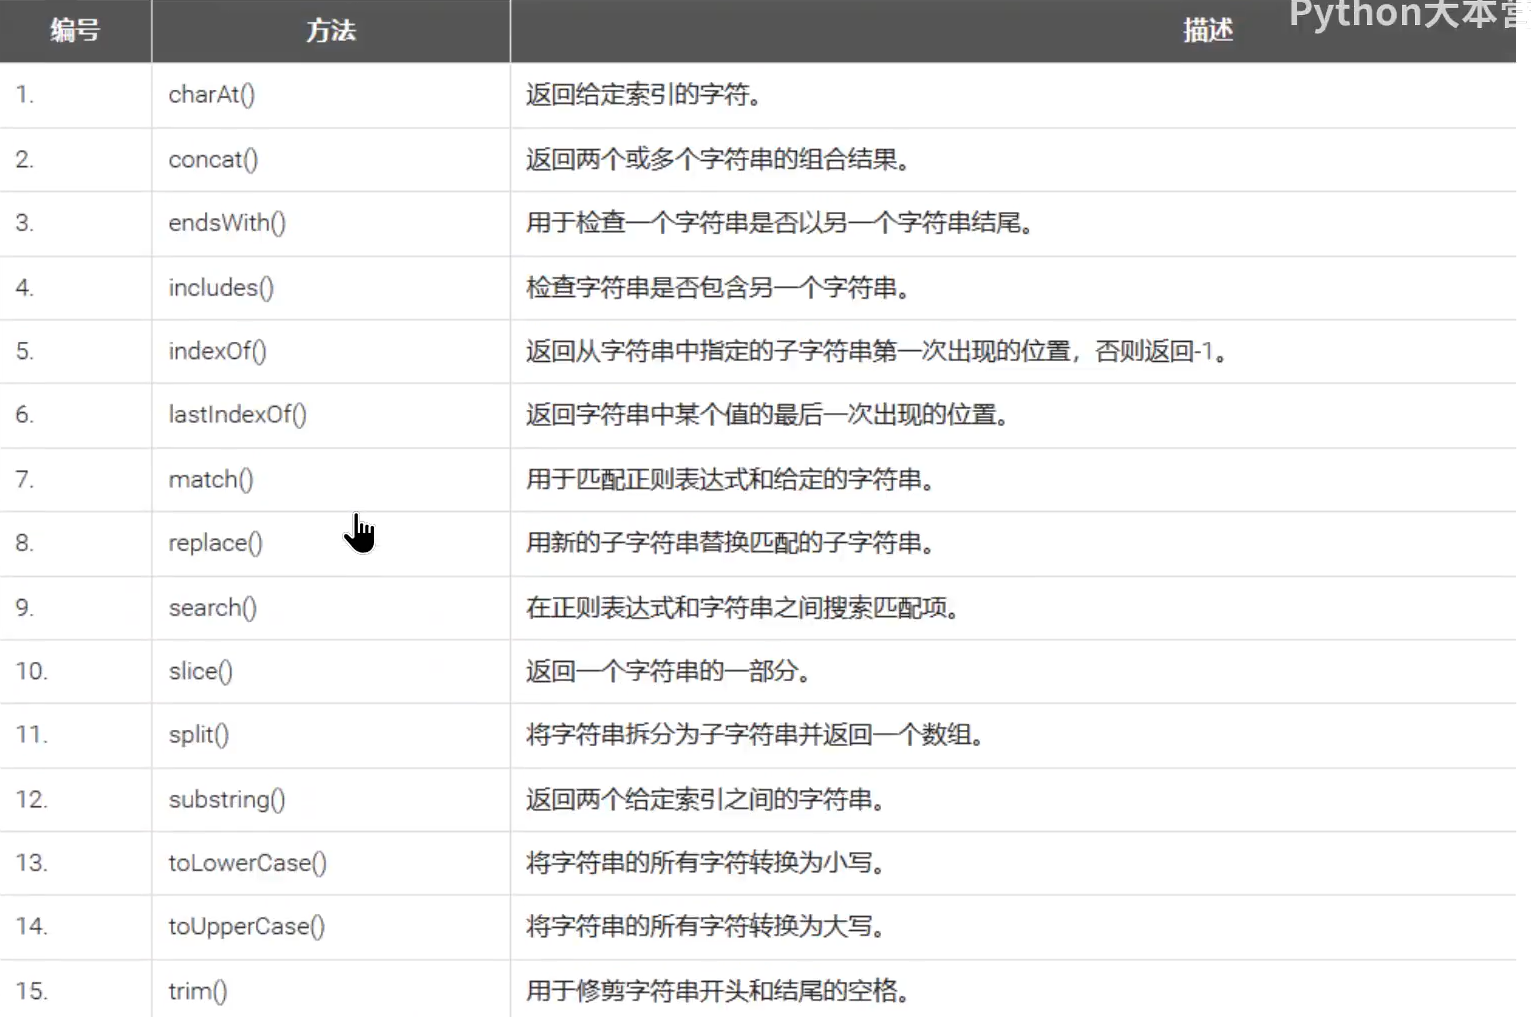 编号 方法 描述 Python大本营
1. charAt() 返回给定索引的字符。
2. concat() 返回两个或多个字符串的组合结果。
3. endsWith() 用于检查一个字符串是否以另一个字符串结尾。
4. includes() 检查字符串是否包含另一个字符串。
5. indexOf() 返回从字符串中指定的子字符串第一次出现的位置，否则返回-1。
6. lastIndexOf() 返回字符串中某个值的最后一次出现的位置。
7. match() 用于匹配正则表达式和给定的字符串。
8. replace() 用新的子字符串替换匹配的子字符串。
9. search() 在正则表达式和字符串之间搜索匹配项。
10. slice() 返回一个字符串的一部分。
11. split() 将字符串拆分为子字符串并返回一个数组。
12. substring() 返回两个给定索引之间的字符串。
13. toLowerCase() 将字符串的所有字符转换为小写。
14. toUpperCase() 将字符串的所有字符转换为大写。
15. trim() 用于修剪字符串开头和结尾的空格。